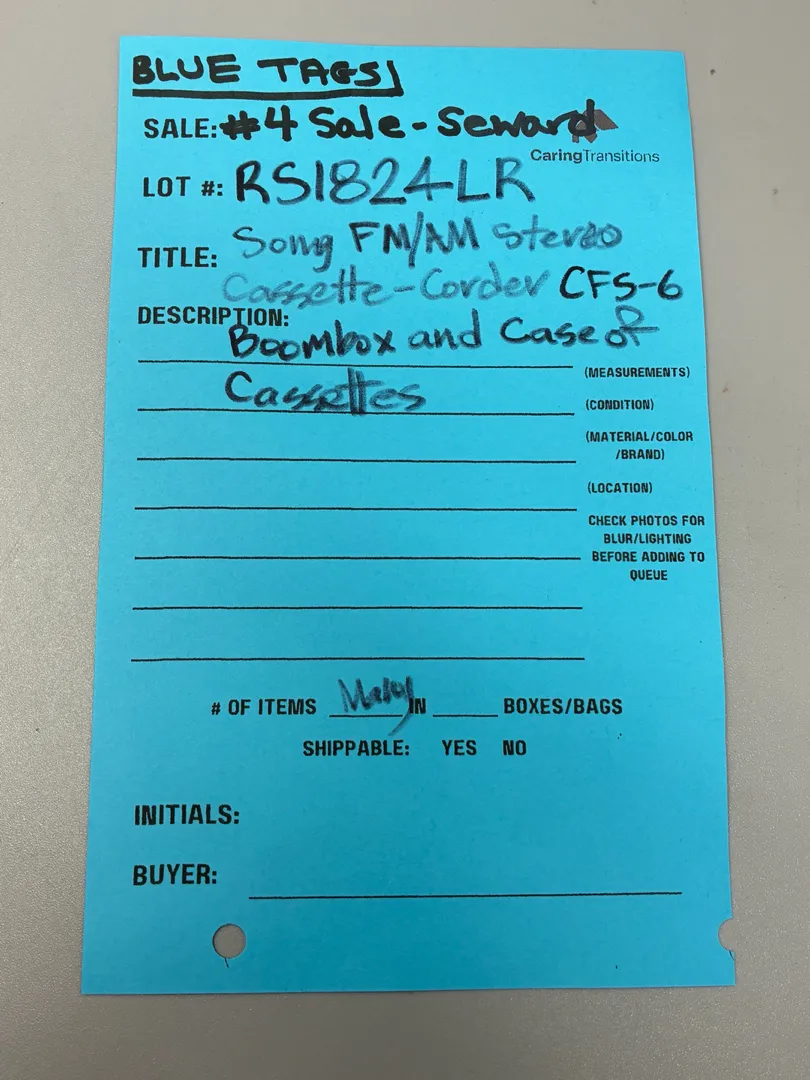 BLUE TAGS
SALE: #4 Sale - Seward
CaringTransitions
LOT #: RS1824LR
TITLE: Sony FM/AM Stereo
Cassette-Corder CFS-6
DESCRIPTION:
Boombox and Case of
(MEASUREMENTS)
Cassettes
(CONDITION)
(MATERIAL/COLOR
/BRAND)
(LOCATION)
CHECK PHOTOS FOR
BLUR/LIGHTING
BEFORE ADDING TO
QUEUE
# OF ITEMS Many IN ____ BOXES/BAGS
SHIPPABLE: YES NO
INITIALS:
BUYER: